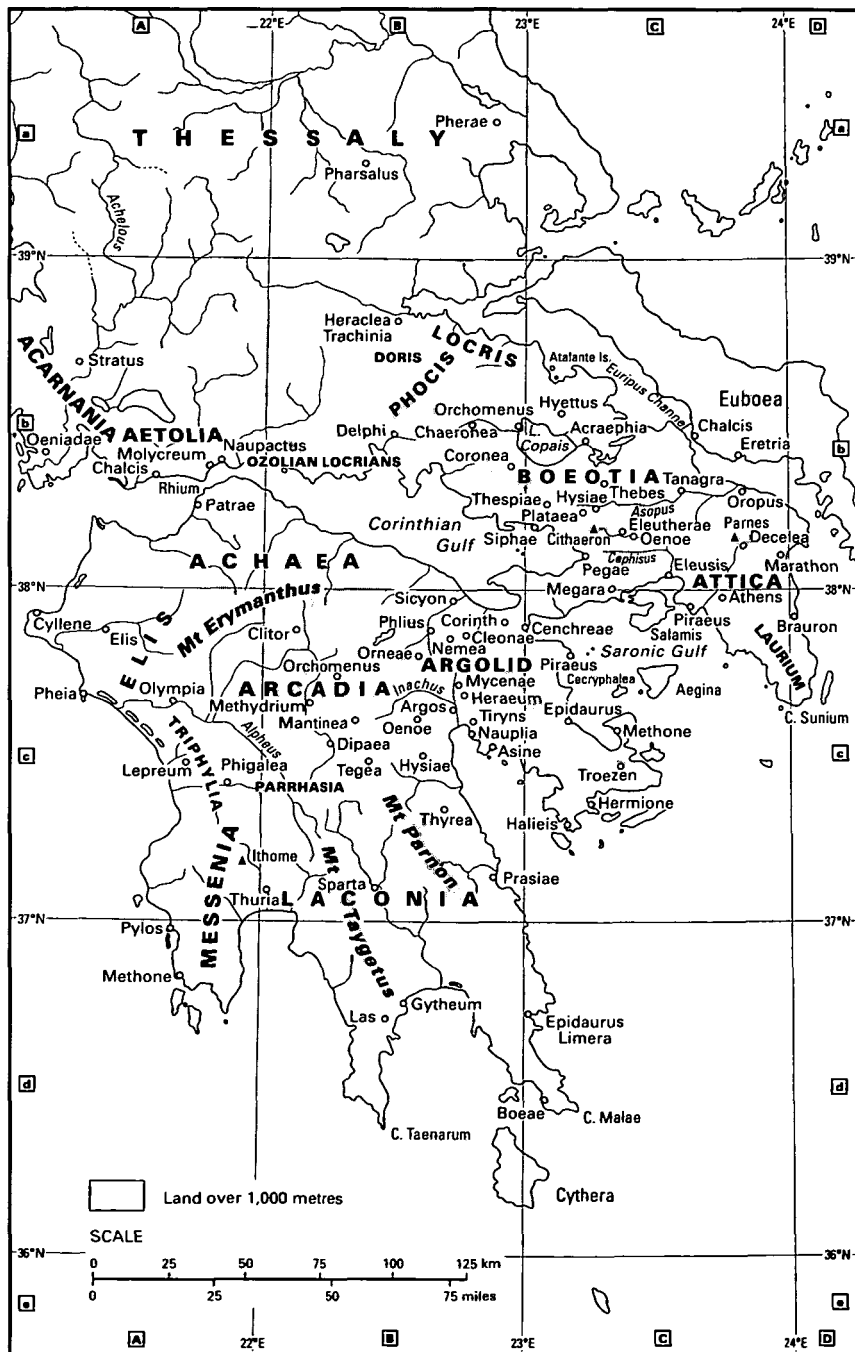 A
22°E
B
23°E
C
24°E
D
a
a
THESSALY
Pherae
Pharsalus
Achelous
39°N
39°N
Heraclea
Trachinia
LOCRIS
DORIS
PHOCIS
Atalante Is.
Euripus Channel
Euboea
ACARNANIA
Stratus
Hyettus
Orchomenus
b
AETOLIA
Delphi
Chaeronea
L.
Copais
Acraephia
Chalcis
b
Oeniadae
Molycreum
Naupactus
Eretria
Chalcis
OZOLIAN LOCRIANS
Coronea
BOEOTIA
Tanagra
Rhium
Thespiae
Hysiae
Thebes
Oropus
Patrae
Plataea
Asopus
Corinthian
Gulf
Siphae
Cithaeron
Eleutherae
Oenoe
Parnes
Decelea
ACHAEA
Cephisus
Marathon
38°N
Pegae
Eleusis
ATTICA
38°N
Mt Erymanthus
Sicyon
Megara
Athens
Cyllene
ELIS
Elis
Clitor
Phlius
Corinth
Cenchreae
Salamis
Piraeus
Brauron
Nemea
Cleonae
Orneae
ARGOLID
Piraeus
Saronic Gulf
LAURIUM
Orchomenus
Pheia
Olympia
ARCADIA
Inachus
Mycenae
Cecryphalea
Aegina
Methydrium
Argos
Heraeum
C. Sunium
Mantinea
Oenoe
Tiryns
Epidaurus
Methone
TRIPHYLIA
Alpheus
Dipaea
Nauplia
c
Asine
c
Lepreum
Phigalea
Tegea
Hysiae
Troezen
PARRHASIA
Hermione
Mt Parnon
Thyrea
Halieis
MESSENIA
Ithome
Mt Taygetus
Sparta
Prasiae
Thuria
LACONIA
37°N
37°N
Pylos
Methone
Gytheum
Las
Epidaurus
Limera
d
d
Boeae
C. Malae
C. Taenarum
Cythera
Land over 1,000 metres
SCALE
36°N
36°N
0 25 50 75 100 125 km
0 25 50 75 miles
e
e
A
22°E
B
23°E
C
24°E
D